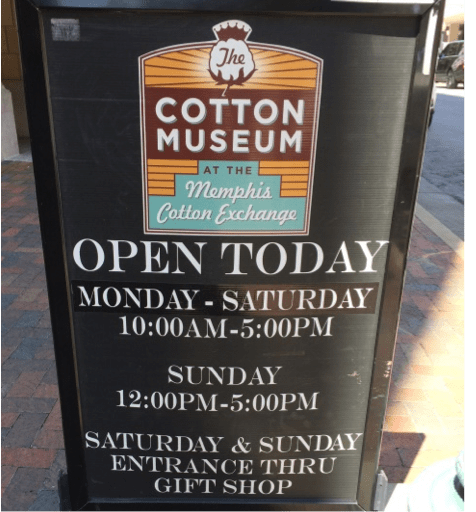 The
COTTON
MUSEUM
AT THE
Memphis
Cotton Exchange
OPEN TODAY
MONDAY - SATURDAY
10:00AM-5:00PM
SUNDAY
12:00PM-5:00PM
SATURDAY & SUNDAY
ENTRANCE THRU
GIFT SHOP